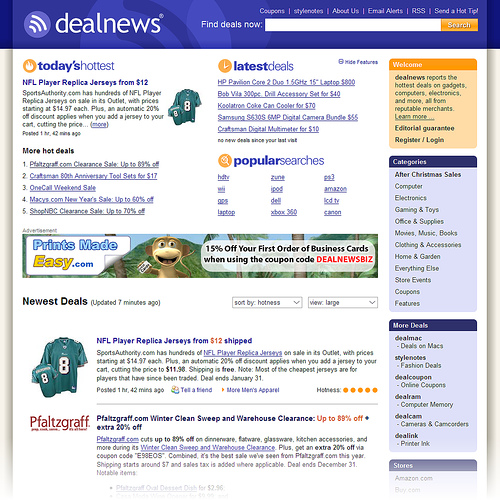 Coupons | stylenotes | About Us | Email Alerts | RSS | Send a Hot Tip!
dealnews®
Find deals now:
Search
today'shottest
NFL Player Replica Jerseys from $12
SportsAuthority.com has hundreds of NFL Player
Replica Jerseys on sale in its Outlet, with prices
starting at $14.97 each. Plus, an automatic 20%
off discount applies when you add a jersey to your
cart, cutting the price... (more)
Posted 1 hr, 42 mins ago
More hot deals
1. Pfaltzgraff.com Clearance Sale: Up to 89% off
2. Craftsman 80th Anniversary Tool Sets for $17
3. OneCall Weekend Sale
4. Macys.com New Year's Sale: Up to 60% off
5. ShopNBC Clearance Sale: Up to 70% off
latestdeals
Hide Features
HP Pavilion Core 2 Duo 1.5GHz 15" Laptop $800
Bob Vila 300pc. Drill Accessory Set for $40
Koolatron Coke Can Cooler for $70
Samsung S630S 6MP Digital Camera Bundle $55
Craftsman Digital Multimeter for $10
no new deals since your last visit
popularsearches
hdtv zune ps3
wii ipod amazon
gps dell lcd tv
laptop xbox 360 canon
Welcome
dealnews reports the
hottest deals on gadgets,
computers, electronics,
and more, all from
reputable merchants.
Learn more ...
Editorial guarantee
Register / Login
Categories
After Christmas Sales
Computer
Electronics
Gaming & Toys
Office & Supplies
Movies, Music, Books
Clothing & Accessories
Home & Garden
Everything Else
Store Events
Coupons
Features
Advertisement
Prints Made
Easy.com
15% Off Your First Order of Business Cards
when using the coupon code DEALNEWSBIZ
Newest Deals (Updated 7 minutes ago)
sort by: hotness
view: large
NFL Player Replica Jerseys from $12 shipped
SportsAuthority.com has hundreds of NFL Player Replica Jerseys on sale in its Outlet, with prices
starting at $14.97 each. Plus, an automatic 20% off discount applies when you add a jersey to your
cart, cutting the price to $11.98. Shipping is free. Note: Most of the cheapest jerseys are for
players that have since been traded. Deal ends January 31.
Posted 1 hr, 42 mins ago Tell a friend More Men's Apparel Hotness:
Pfaltzgraff
Pfaltzgraff.com Winter Clean Sweep and Warehouse Clearance: Up to 89% off +
extra 20% off
Pfaltzgraff.com cuts up to 89% off on dinnerware, flatware, glassware, kitchen accessories, and
more during its Winter Clean Sweep and Warehouse Clearance. Plus, get an extra 20% off via
coupon code "E98EOS". Combined, it's the best sale we've seen from Pfaltzgraff.com this year.
Shipping starts around $7 and sales tax is added where applicable. Deal ends December 31.
Notable items:
Pfaltzgraff Oval Dessert Dish for $2.96
More Deals
dealmac
- Deals on Macs
stylenotes
- Fashion Deals
dealcoupon
- Online Coupons
dealram
- Computer Memory
dealcam
- Cameras & Camcorders
dealink
- Printer Ink
Stores
Amazon.com
Buy.com